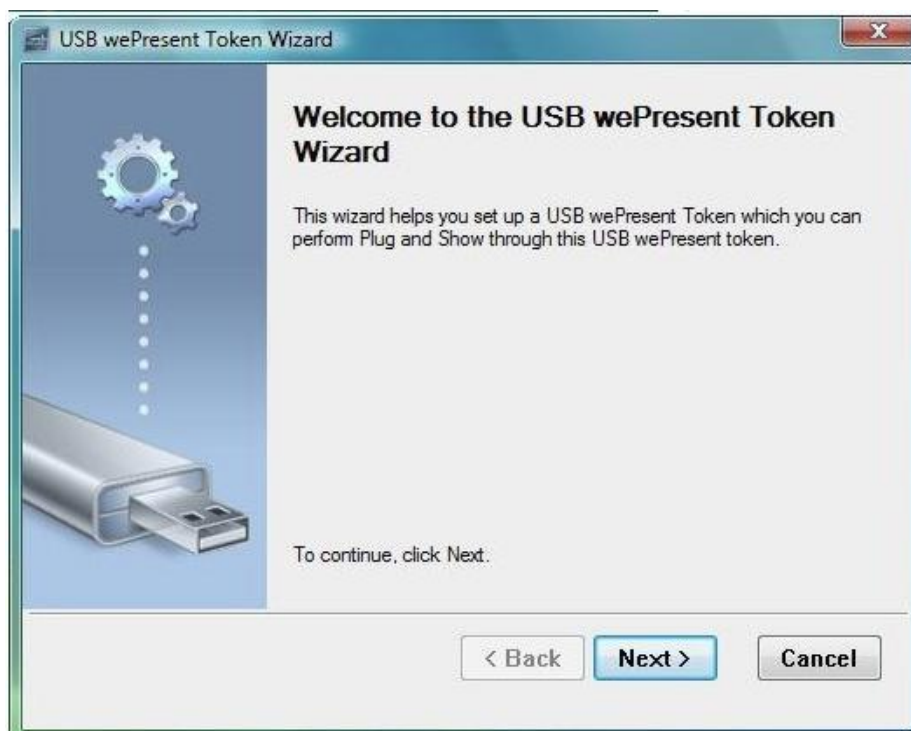 USB wePresent Token Wizard
Welcome to the USB wePresent Token
Wizard
This wizard helps you set up a USB wePresent Token which you can
perform Plug and Show through this USB wePresent token.
To continue, click Next.
< Back
Next >
Cancel